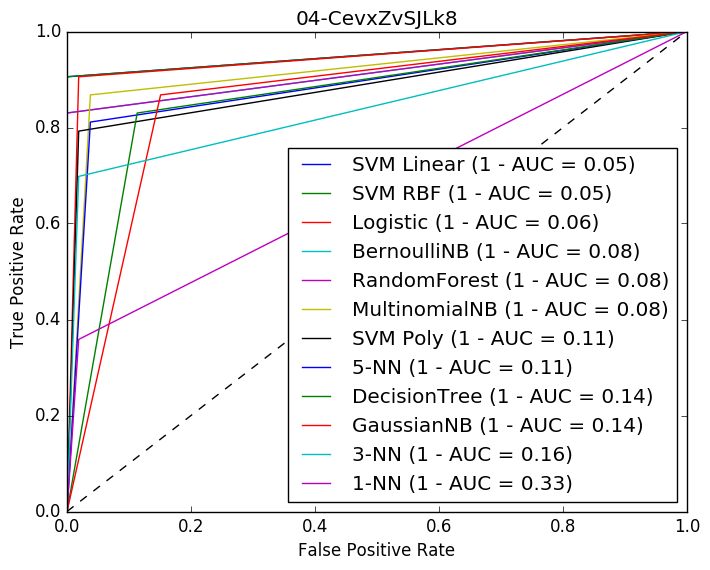 04-CevxZvSJLk8
1.0
0.8
0.6
0.4
0.2
0.0
True Positive Rate
SVM Linear (1 - AUC = 0.05)
SVM RBF (1 - AUC = 0.05)
Logistic (1 - AUC = 0.06)
BernoulliNB (1 - AUC = 0.08)
RandomForest (1 - AUC = 0.08)
MultinomialNB (1 - AUC = 0.08)
SVM Poly (1 - AUC = 0.11)
5-NN (1 - AUC = 0.11)
DecisionTree (1 - AUC = 0.14)
GaussianNB (1 - AUC = 0.14)
3-NN (1 - AUC = 0.16)
1-NN (1 - AUC = 0.33)
0.0 0.2 0.4 0.6 0.8 1.0
False Positive Rate